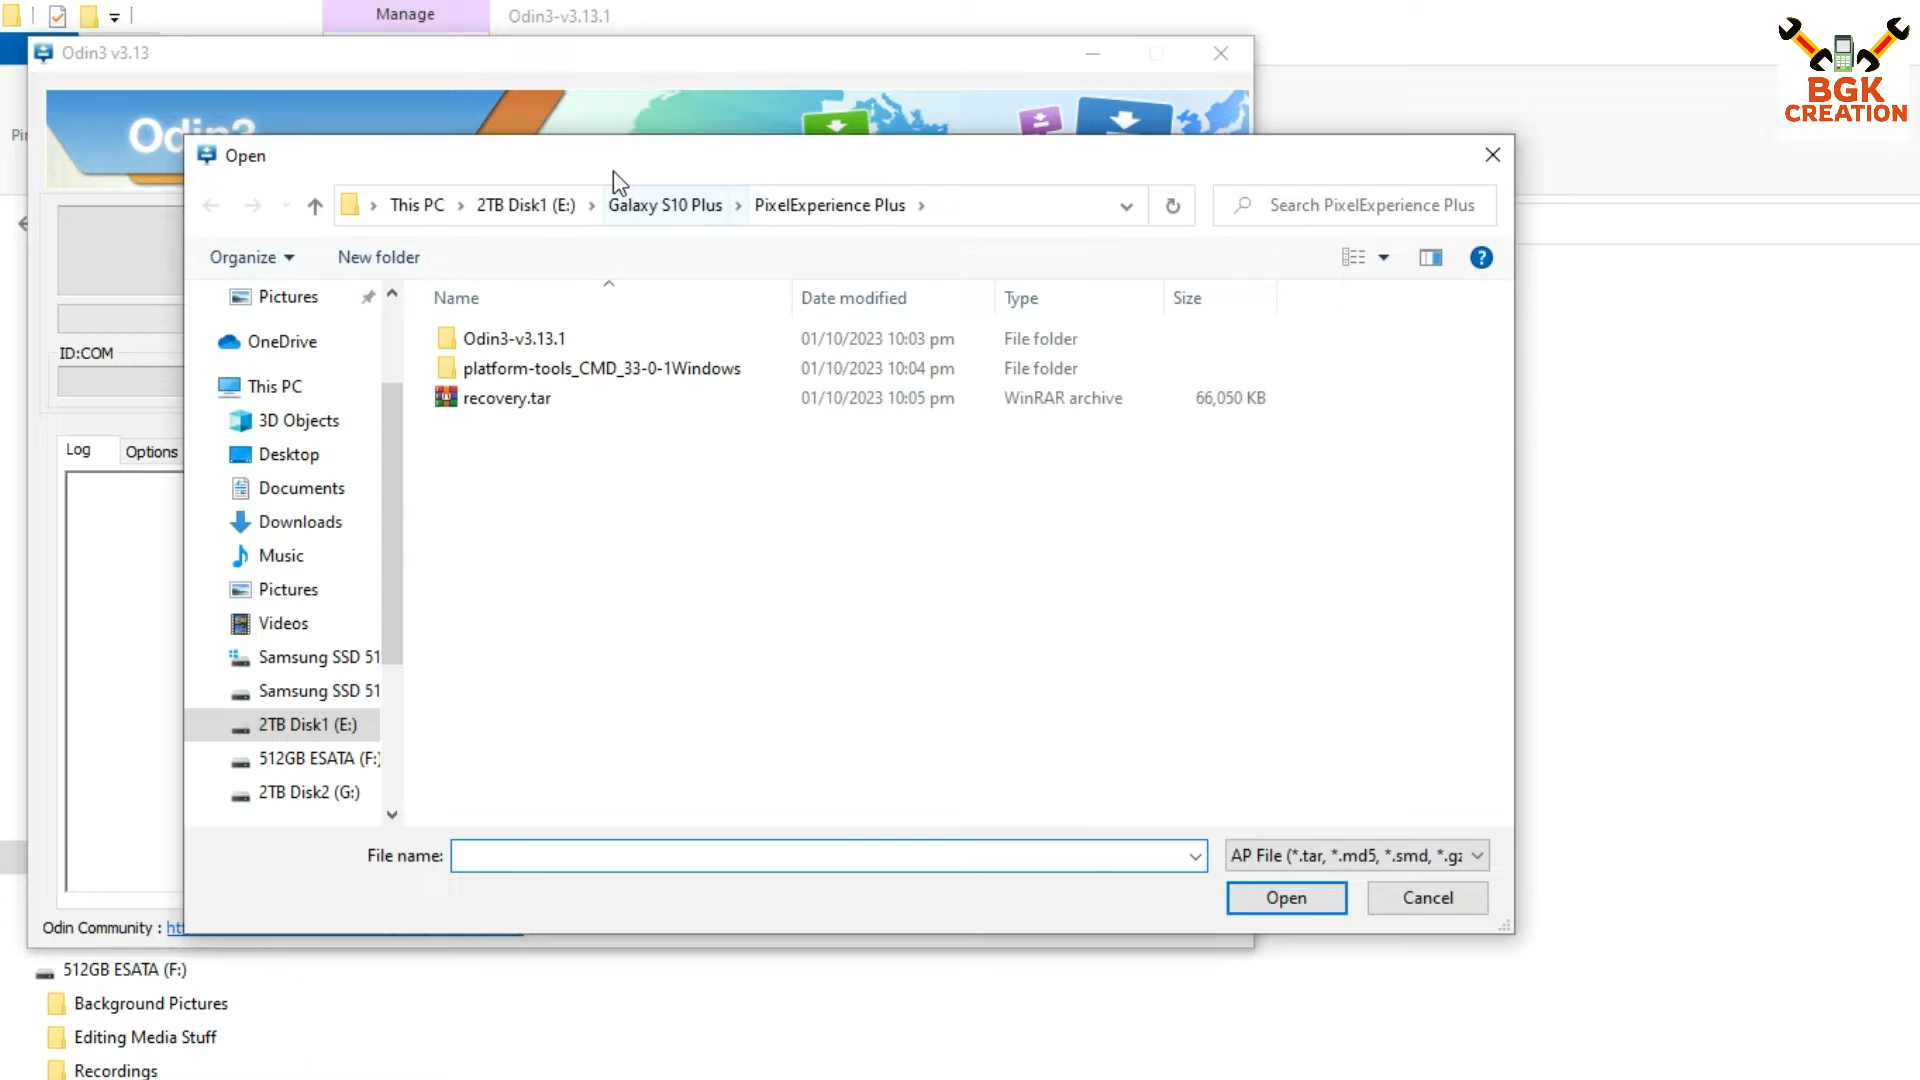 Manage
Odin3-v3.13.1
Odin3 v3.13
BGK
CREATION
Open
This PC
2TB Disk1 (E:)
Galaxy S10 Plus
PixelExperience Plus
Search PixelExperience Plus
Organize
New folder
Name
Date modified
Type
Size
Pictures
Odin3-v3.13.1
01/10/2023 10:03 pm
File folder
OneDrive
platform-tools_CMD_33-0-1Windows
01/10/2023 10:04 pm
File folder
This PC
recovery.tar
01/10/2023 10:05 pm
WinRAR archive
66,050 KB
3D Objects
Desktop
Documents
Downloads
Music
Pictures
Videos
Samsung SSD 51
Samsung SSD 51
2TB Disk1 (E:)
512GB ESATA (F:)
2TB Disk2 (G:)
ID:COM
Log
Options
File name:
AP File (*.tar, *.md5, *.smd, *.gz
Open
Cancel
Odin Community :
512GB ESATA (F:)
Background Pictures
Editing Media Stuff
Recordings